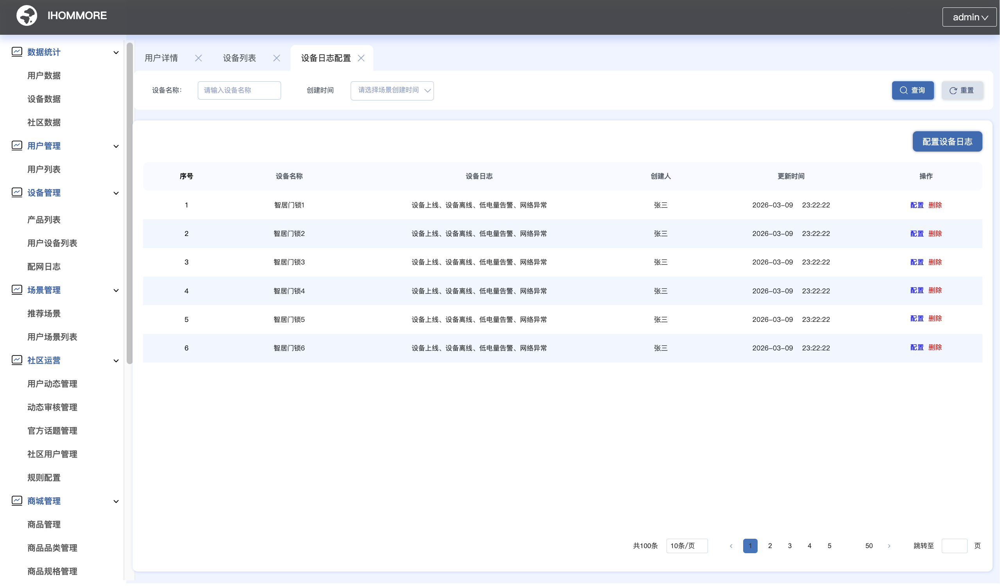 IHOMMORE
admin
数据统计
用户数据
设备数据
社区数据
用户管理
用户列表
设备管理
产品列表
用户设备列表
配网日志
场景管理
推荐场景
用户场景列表
社区运营
用户动态管理
动态审核管理
官方话题管理
社区用户管理
规则配置
商城管理
商品管理
商品品类管理
商品规格管理
用户详情 设备列表 设备日志配置
设备名称: 请输入设备名称 创建时间 请选择场景创建时间 查询 重置
配置设备日志
序号 设备名称 设备日志 创建人 更新时间 操作
1 智居门锁1 设备上线、设备离线、低电量告警、网络异常 张三 2026-03-09 23:22:22 配置 删除
2 智居门锁2 设备上线、设备离线、低电量告警、网络异常 张三 2026-03-09 23:22:22 配置 删除
3 智居门锁3 设备上线、设备离线、低电量告警、网络异常 张三 2026-03-09 23:22:22 配置 删除
4 智居门锁4 设备上线、设备离线、低电量告警、网络异常 张三 2026-03-09 23:22:22 配置 删除
5 智居门锁5 设备上线、设备离线、低电量告警、网络异常 张三 2026-03-09 23:22:22 配置 删除
6 智居门锁6 设备上线、设备离线、低电量告警、网络异常 张三 2026-03-09 23:22:22 配置 删除
共100条 10条/页 1 2 3 4 5 50 跳转至 页